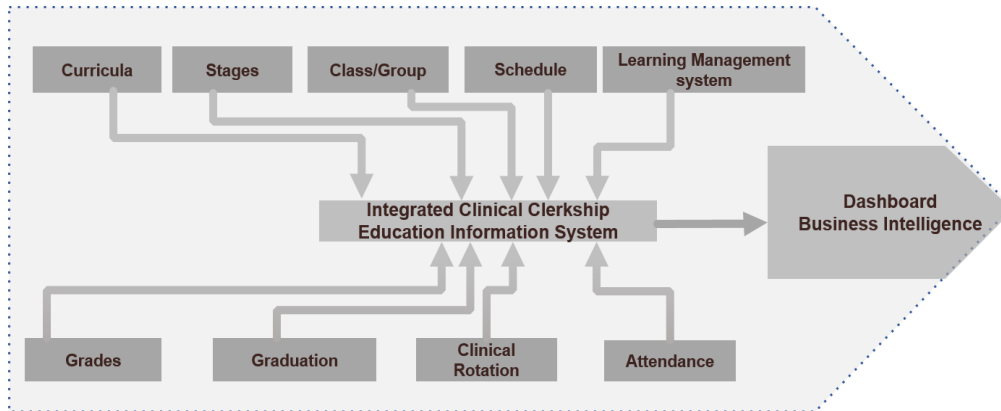 Curricula
Stages
Class/Group
Schedule
Learning Management
system
Integrated Clinical Clerkship
Education Information System
Dashboard
Business Intelligence
Grades
Graduation
Clinical
Rotation
Attendance